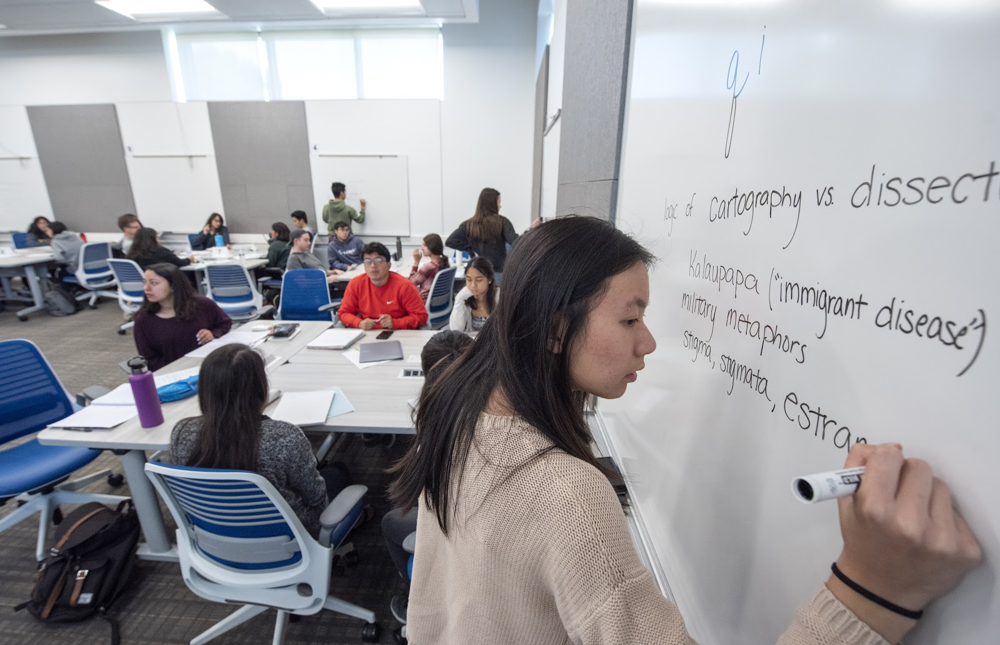 q i
logic of cartography vs. dissect
Kalaupapa ("immigrant disease")
military metaphors
stigma, stigmata, estran